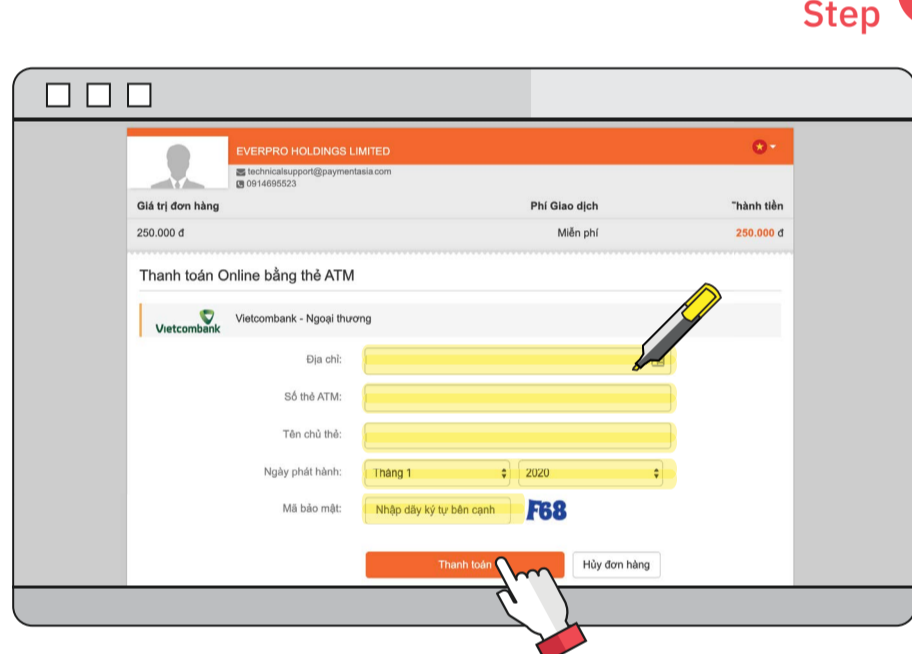 Step
EVERPRO HOLDINGS LIMITED
technicalsupport@paymentasia.com
0914695523
Giá trị đơn hàng Phí Giao dịch hành tiền
250.000 đ Miễn phí 250.000 đ
Thanh toán Online bằng thẻ ATM
Vietcombank Vietcombank - Ngoại thương
Địa chỉ:
Số thẻ ATM:
Tên chủ thẻ:
Ngày phát hành: Tháng 1 2020
Mã bảo mật: Nhập dãy ký tự bên cạnh F68
Thanh toán Hủy đơn hàng